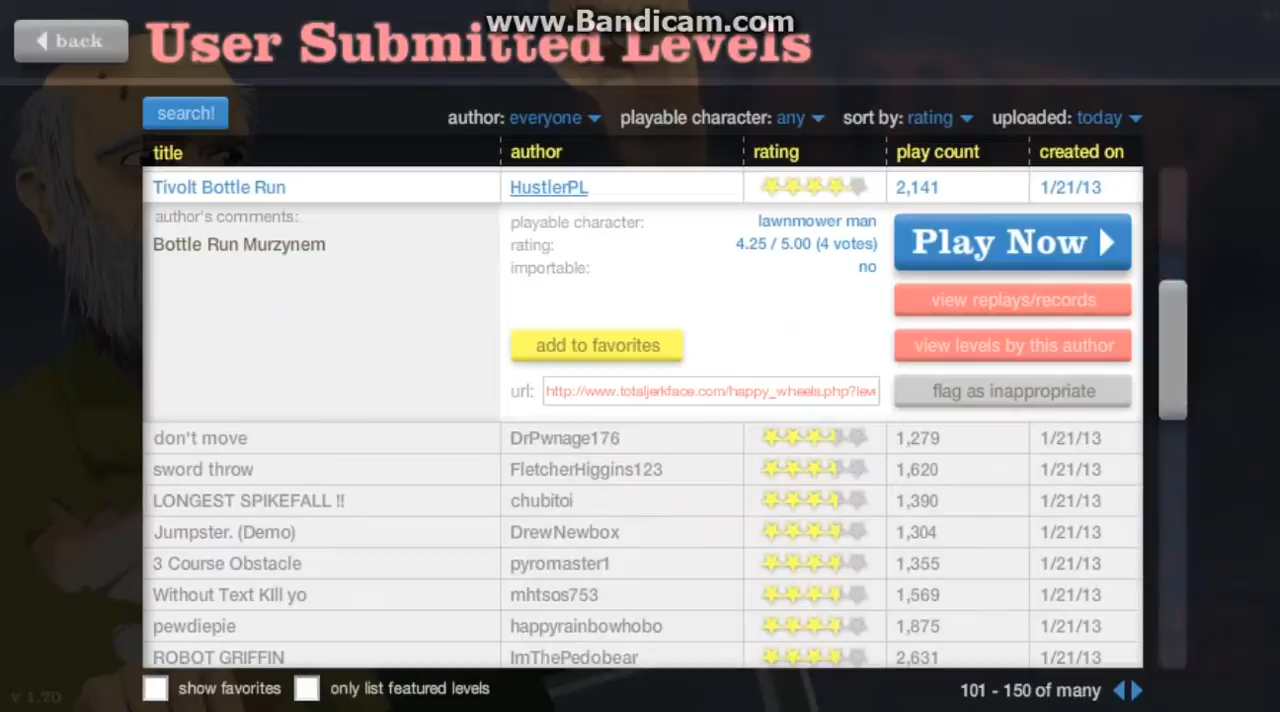 www.Bandicam.com
back
User Submitted Levels
search!
author: everyone playable character: any sort by: rating uploaded: today
title author rating play count created on
Tivolt Bottle Run HustlerPL 2,141 1/21/13
author's comments:
Bottle Run Murzynem
playable character: lawnmower man
rating: 4.25 / 5.00 (4 votes)
importable: no
Play Now
view replays/records
add to favorites
view levels by this author
url: http://www.totaljerkface.com/happy_wheels.php?leve
flag as inappropriate
don't move DrPwnage176 1,279 1/21/13
sword throw FletcherHiggins123 1,620 1/21/13
LONGEST SPIKEFALL !! chubitoi 1,390 1/21/13
Jumpster. (Demo) DrewNewbox 1,304 1/21/13
3 Course Obstacle pyromaster1 1,355 1/21/13
Without Text KIll yo mhtsos753 1,569 1/21/13
pewdiepie happyrainbowhobo 1,875 1/21/13
ROBOT GRIFFIN ImThePedobear 2,631 1/21/13
show favorites only list featured levels 101 - 150 of many
v 1.70